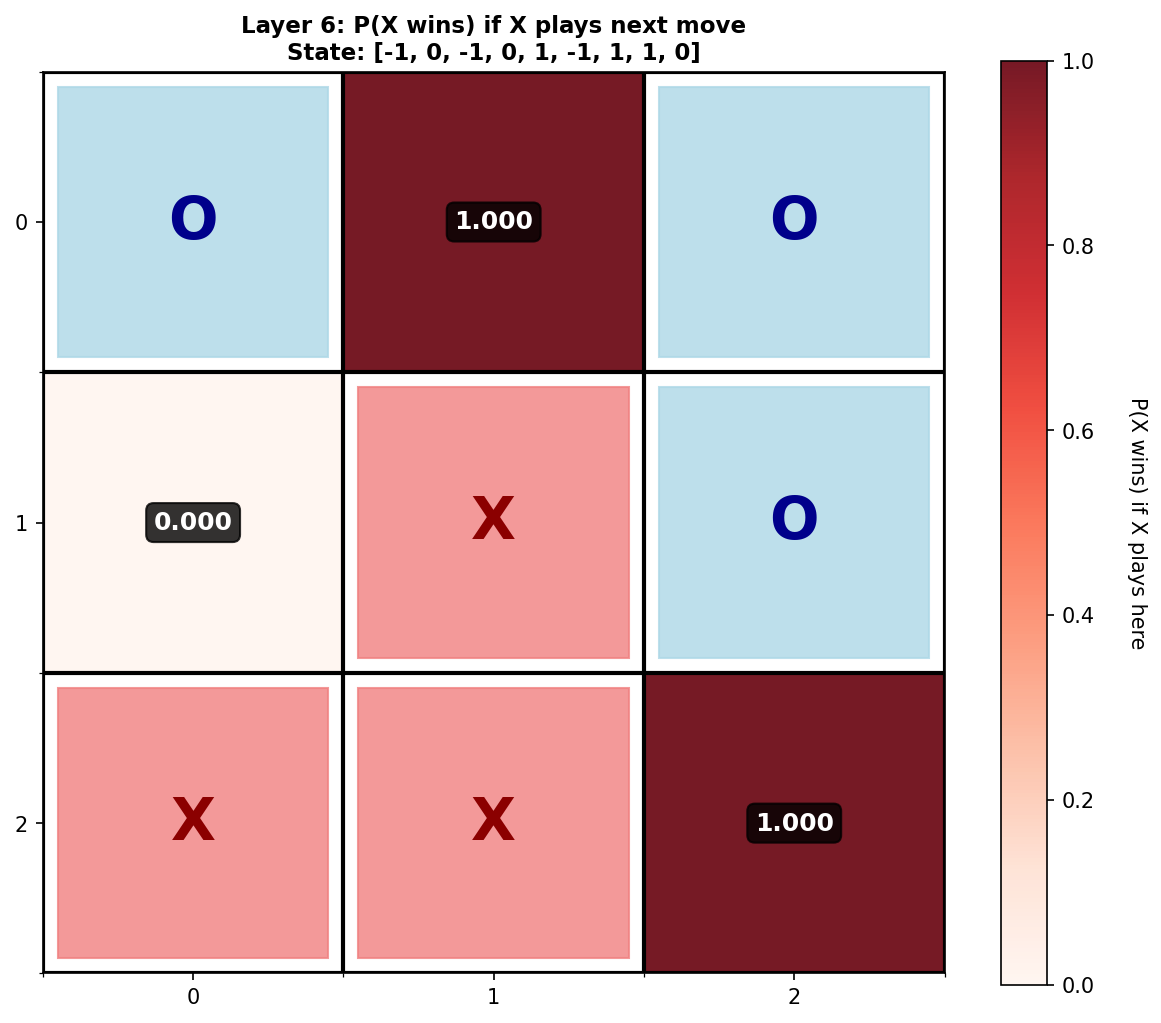 Layer 6: P(X wins) if X plays next move
State: [-1, 0, -1, 0, 1, -1, 1, 1, 0]
0
O
1.000
O
1
0.000
X
O
2
X
X
1.000
0
1
2
1.0
0.8
0.6
0.4
0.2
0.0
P(X wins) if X plays here